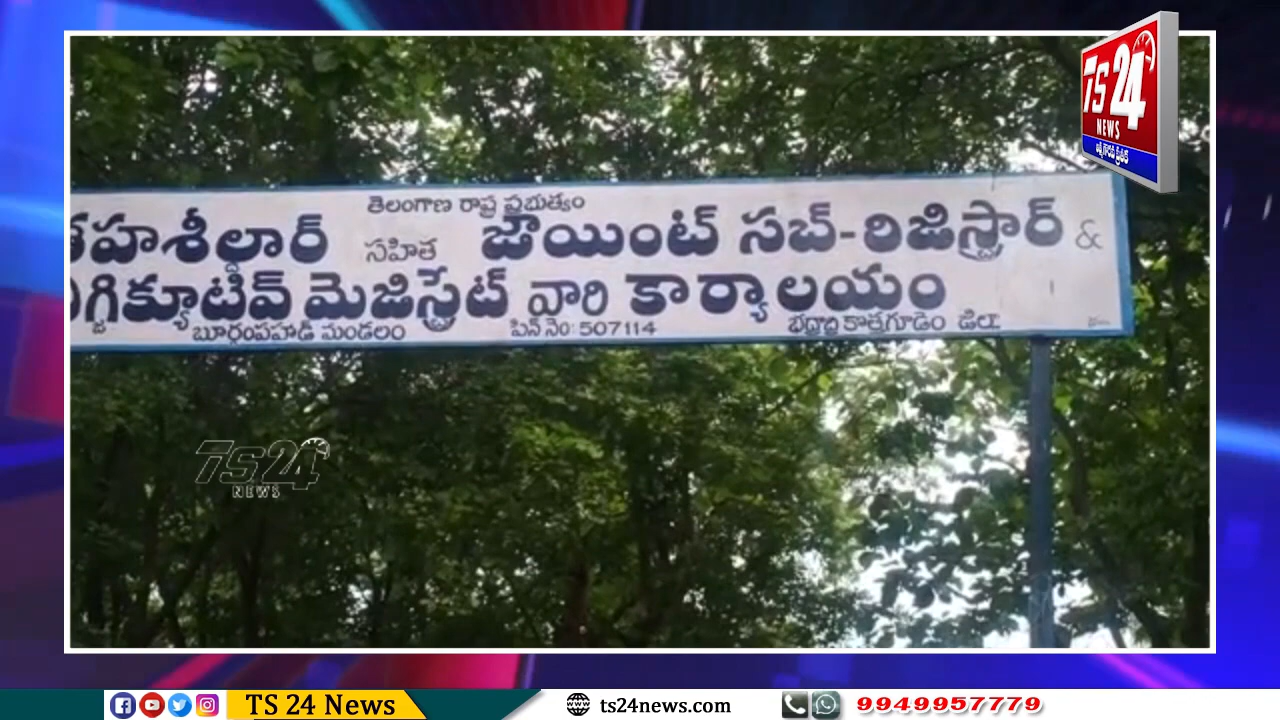 TS 24
NEWS
తెలంగాణ రాష్ట్ర ప్రభుత్వం
తహశీల్దార్ సహిత జాయింట్ సబ్-రిజిస్ట్రార్ &
మెజిస్ట్రేట్ వారి కార్యాలయం
బూర్గంపహాడ్ మండలం పిన్ నెం: 507114 భద్రాద్రి కొత్తగూడెం జిల్లా
TS24
NEWS
TS 24 News
ts24news.com
9949957779